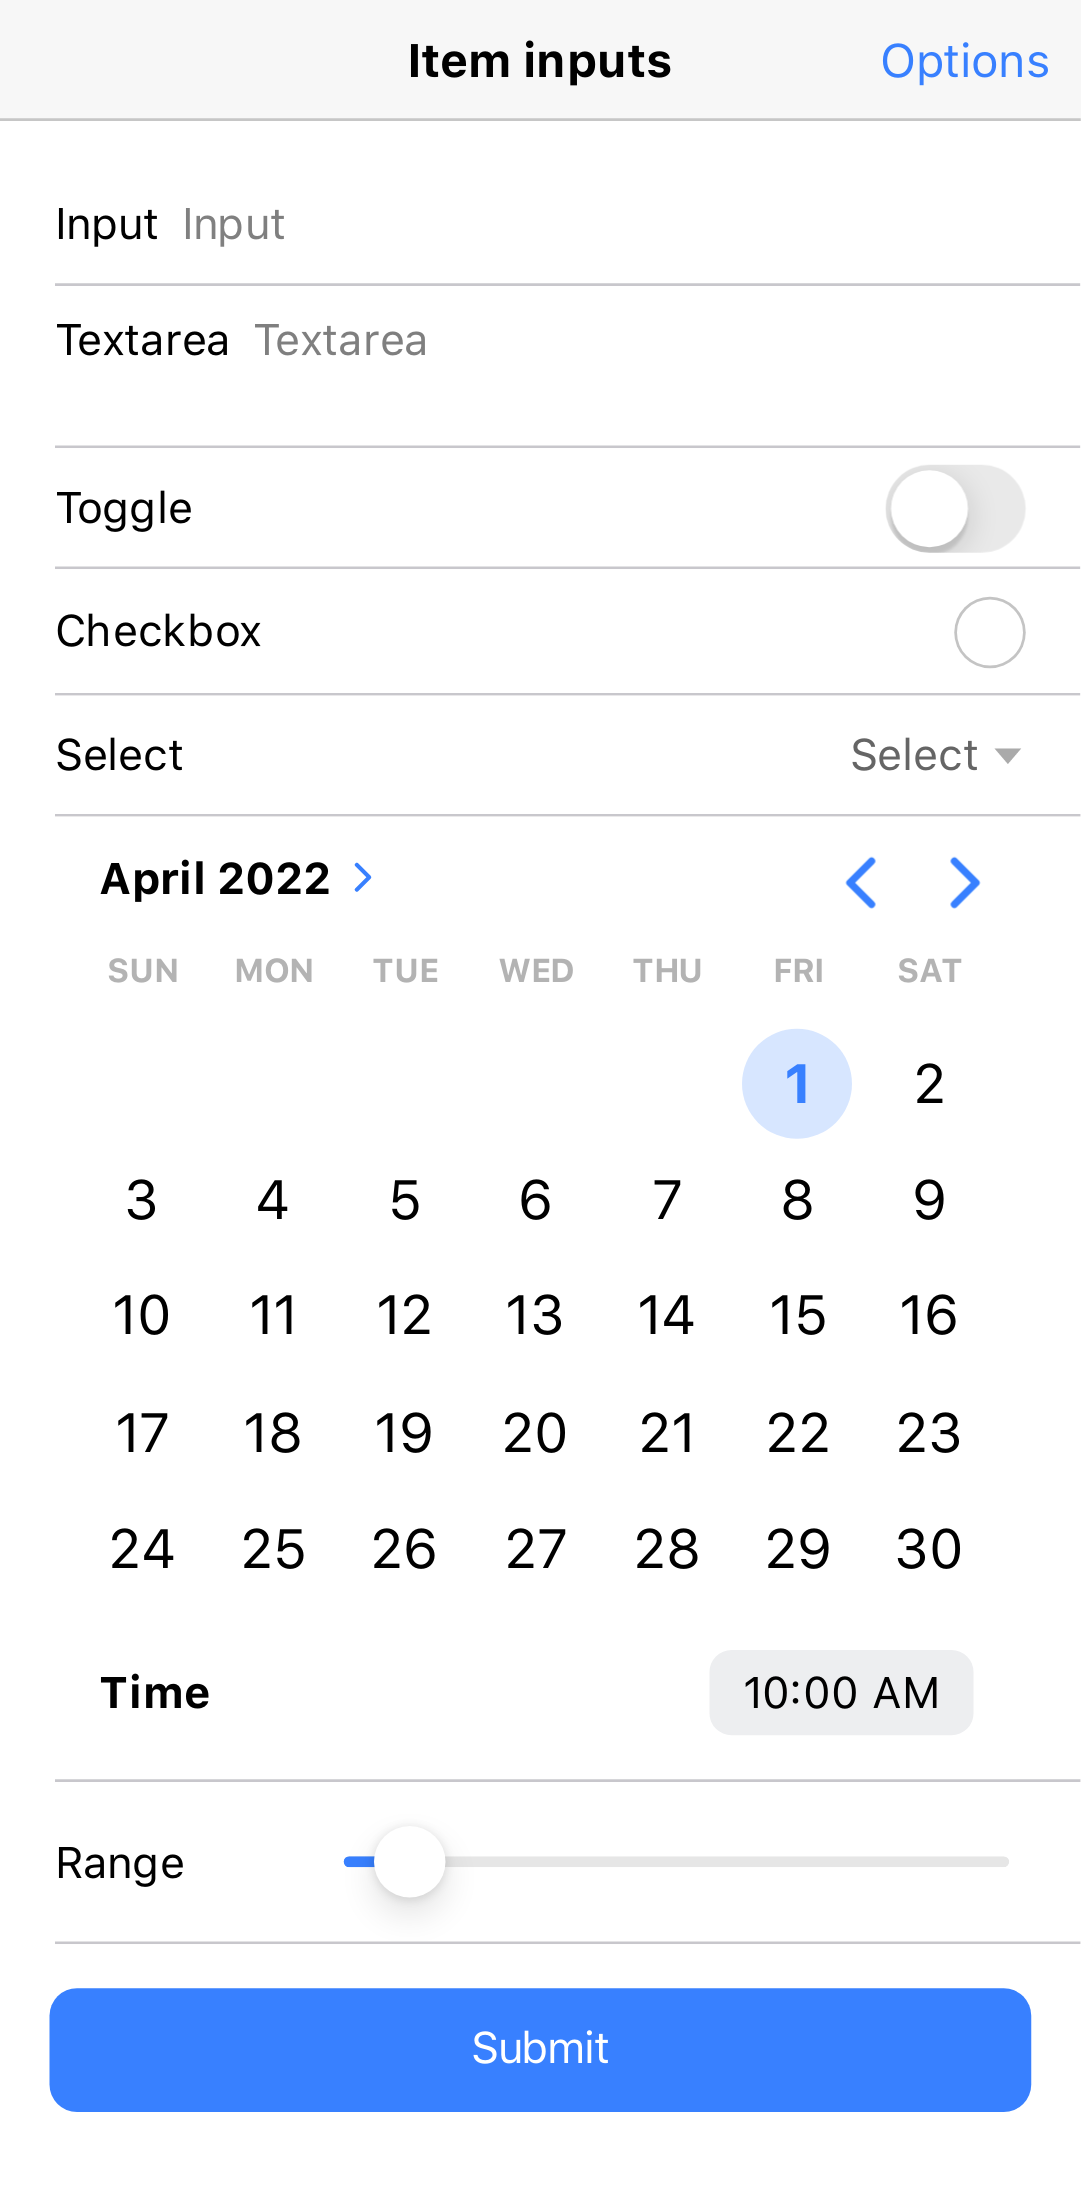 Item inputs Options
Input Input
Textarea Textarea
Toggle
Checkbox
Select Select
April 2022
SUN MON TUE WED THU FRI SAT
1 2
3 4 5 6 7 8 9
10 11 12 13 14 15 16
17 18 19 20 21 22 23
24 25 26 27 28 29 30
Time 10:00 AM
Range
Submit